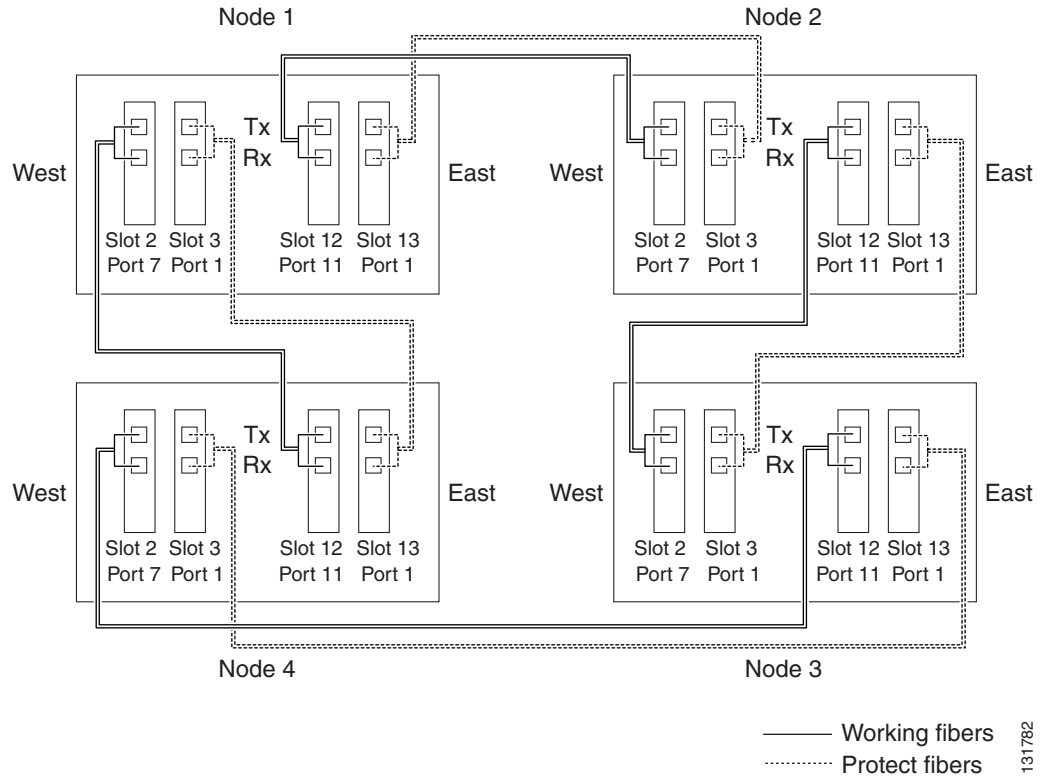 Node 1
Node 2
West
Tx
Rx
East
Slot 2 Slot 3
Port 7 Port 1
Slot 12 Slot 13
Port 11 Port 1
West
Tx
Rx
East
Slot 2 Slot 3
Port 7 Port 1
Slot 12 Slot 13
Port 11 Port 1
West
Tx
Rx
East
Slot 2 Slot 3
Port 7 Port 1
Slot 12 Slot 13
Port 11 Port 1
West
Tx
Rx
East
Slot 2 Slot 3
Port 7 Port 1
Slot 12 Slot 13
Port 11 Port 1
Node 4
Node 3
Working fibers
Protect fibers
131782